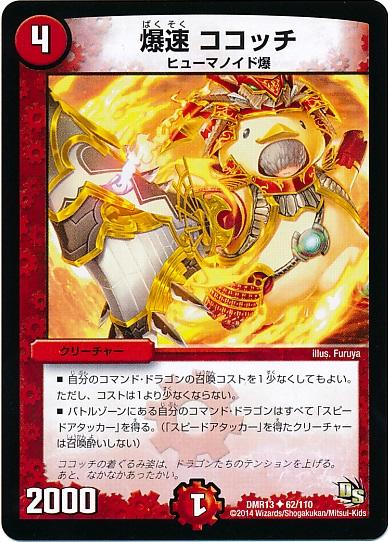 4
ばく そく
爆速 ココッチ
ヒューマノイド爆
illus. Furuya
クリーチャー
■ 自分のコマンド・ドラゴンの召喚コストを1少なくしてもよい。
ただし、コストは1より少なくならない。
■ バトルゾーンにある自分のコマンド・ドラゴンはすべて「スピー
ドアタッカー」を得る。(「スピードアタッカー」を得たクリーチャー
は召喚酔いしない)
ココッチの着ぐるみ姿は、ドラゴンたちのテンションを上げる。
あと、なかなかあったかい。
2000
1
DS
DMR13 ◆ 62/110
©2014 Wizards/Shogakukan/Mitsui-Kids